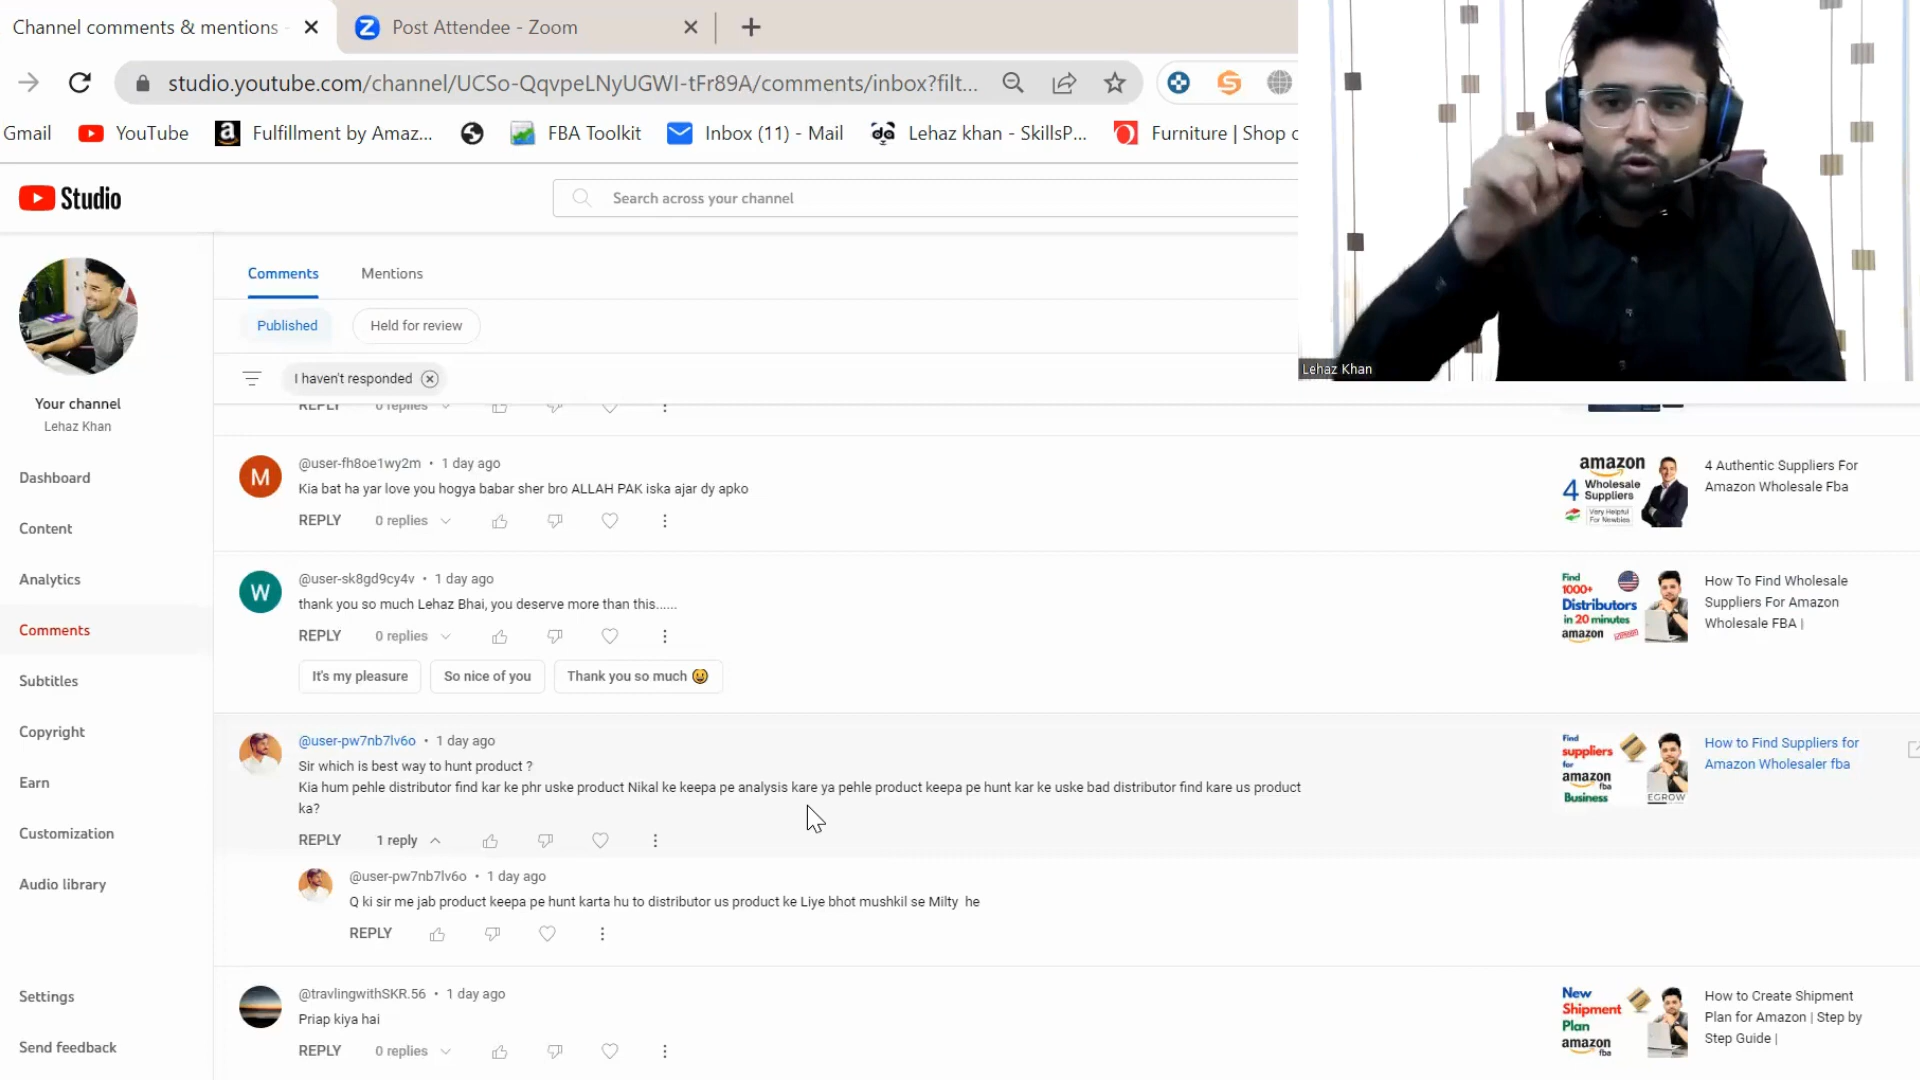 Channel comments & mentions -
Post Attendee - Zoom
studio.youtube.com/channel/UCSo-QqvpeLNyUGWI-tFr89A/comments/inbox?filt...
Gmail
YouTube
Fulfillment by Amaz...
FBA Toolkit
Inbox (11) - Mail
Lehaz khan - SkillsP...
Furniture | Shop
Studio
Search across your channel
Lehaz Khan
Your channel
Lehaz Khan
Dashboard
Content
Analytics
Comments
Subtitles
Copyright
Earn
Customization
Audio library
Settings
Send feedback
Comments
Mentions
Published
Held for review
I haven't responded
REPLY 0 replies
@user-fh8oe1wy2m • 1 day ago
Kia bat ha yar love you hogya babar sher bro ALLAH PAK iska ajar dy apko
REPLY 0 replies
amazon
4 Wholesale
Suppliers
Very Helpful
For Newbies
4 Authentic Suppliers For
Amazon Wholesale Fba
W
@user-sk8gd9cy4v • 1 day ago
thank you so much Lehaz Bhai, you deserve more than this......
REPLY 0 replies
It's my pleasure
So nice of you
Thank you so much 😃
Find
1000+
Distributors
in 20 minutes
amazon
How To Find Wholesale
Suppliers For Amazon
Wholesale FBA |
M
@user-pw7nb7lv6o • 1 day ago
Sir which is best way to hunt product ?
Kia hum pehle distributor find kar ke phr uske product Nikal ke keepa pe analysis kare ya pehle product keepa pe hunt kar ke uske bad distributor find kare us product
ka?
REPLY 1 reply
Find
suppliers
for
amazon
fba
Business
EGROW
How to Find Suppliers for
Amazon Wholesaler fba
@user-pw7nb7lv6o • 1 day ago
Q ki sir me jab product keepa pe hunt karta hu to distributor us product ke Liye bhot mushkil se Milty he
REPLY
@travlingwithSKR.56 • 1 day ago
Priap kiya hai
REPLY 0 replies
New
Shipment
Plan
amazon
fba
How to Create Shipment
Plan for Amazon | Step by
Step Guide |